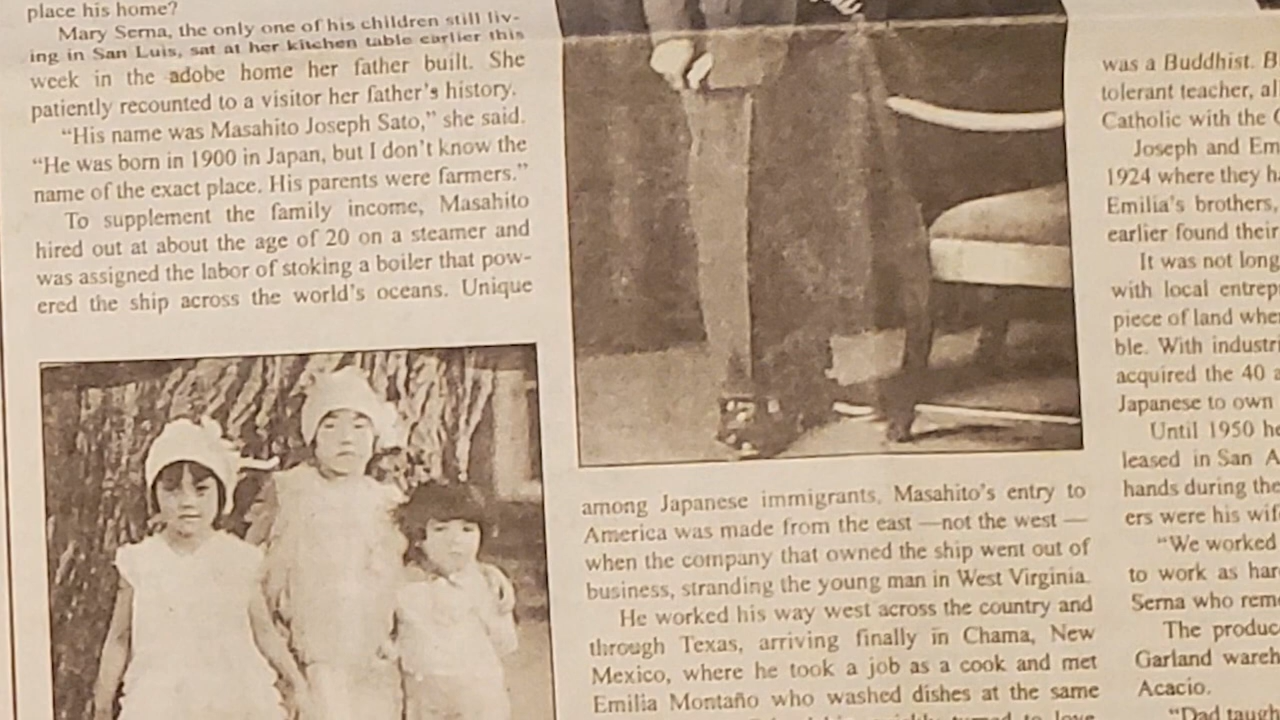 place his home?
Mary Serna, the only one of his children still liv-
ing in San Luis, sat at her kitchen table earlier this
week in the adobe home her father built. She
patiently recounted to a visitor her father's history.
“His name was Masahito Joseph Sato,” she said.
“He was born in 1900 in Japan, but I don't know the
name of the exact place. His parents were farmers.”
To supplement the family income, Masahito
hired out at about the age of 20 on a steamer and
was assigned the labor of stoking a boiler that pow-
ered the ship across the world's oceans. Unique
among Japanese immigrants, Masahito's entry to
America was made from the east —not the west —
when the company that owned the ship went out of
business, stranding the young man in West Virginia.
He worked his way west across the country and
through Texas, arriving finally in Chama, New
Mexico, where he took a job as a cook and met
Emilia Montaño who washed dishes at the same
turned to love
was a Buddhist. B
tolerant teacher, al
Catholic with the
Joseph and Em
1924 where they ha
Emilia's brothers,
earlier found their
It was not long
with local entrep
piece of land whe
ble. With industri
acquired the 40 a
Japanese to own
Until 1950 he
leased in San A
hands during the
ers were his wif
“We worked
to work as har
Serna who rem
The produc
Garland wareh
Acacio.
“Dad taugh